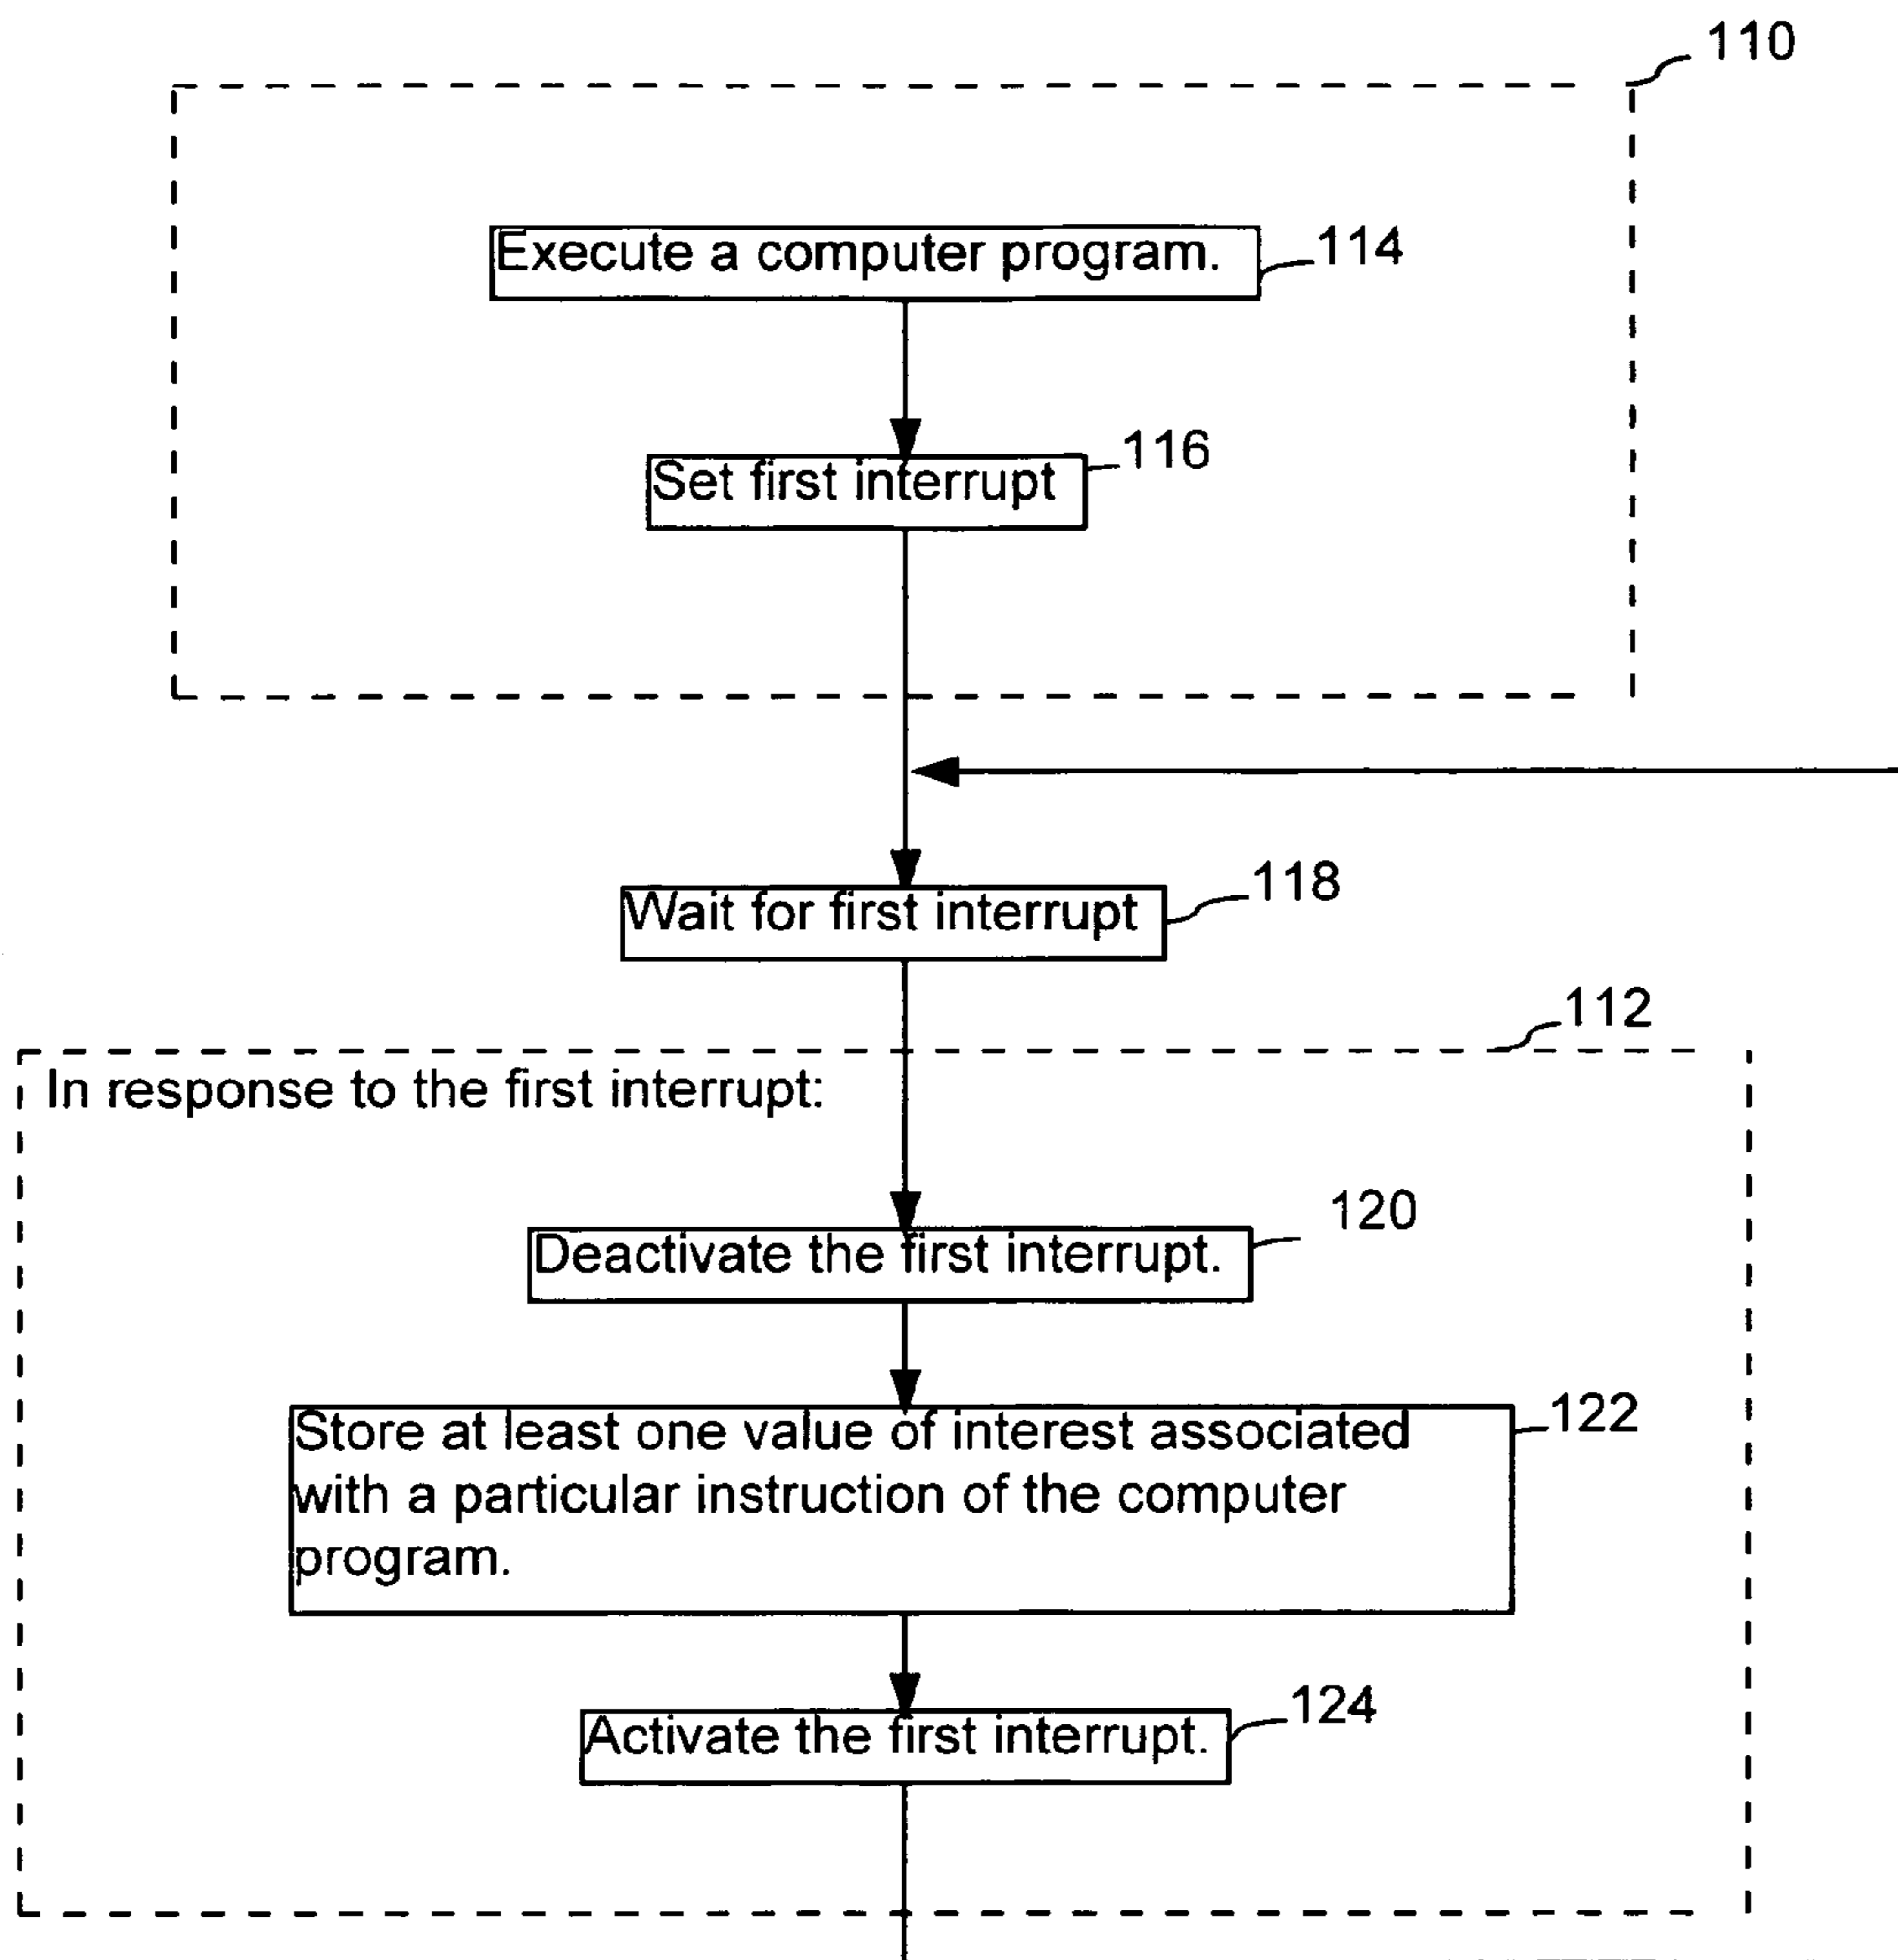 110
Execute a computer program.
114
Set first interrupt
116
Wait for first interrupt
118
112
In response to the first interrupt:
120
Deactivate the first interrupt.
Store at least one value of interest associated
122
with a particular instruction of the computer
program.
124
Activate the first interrupt.